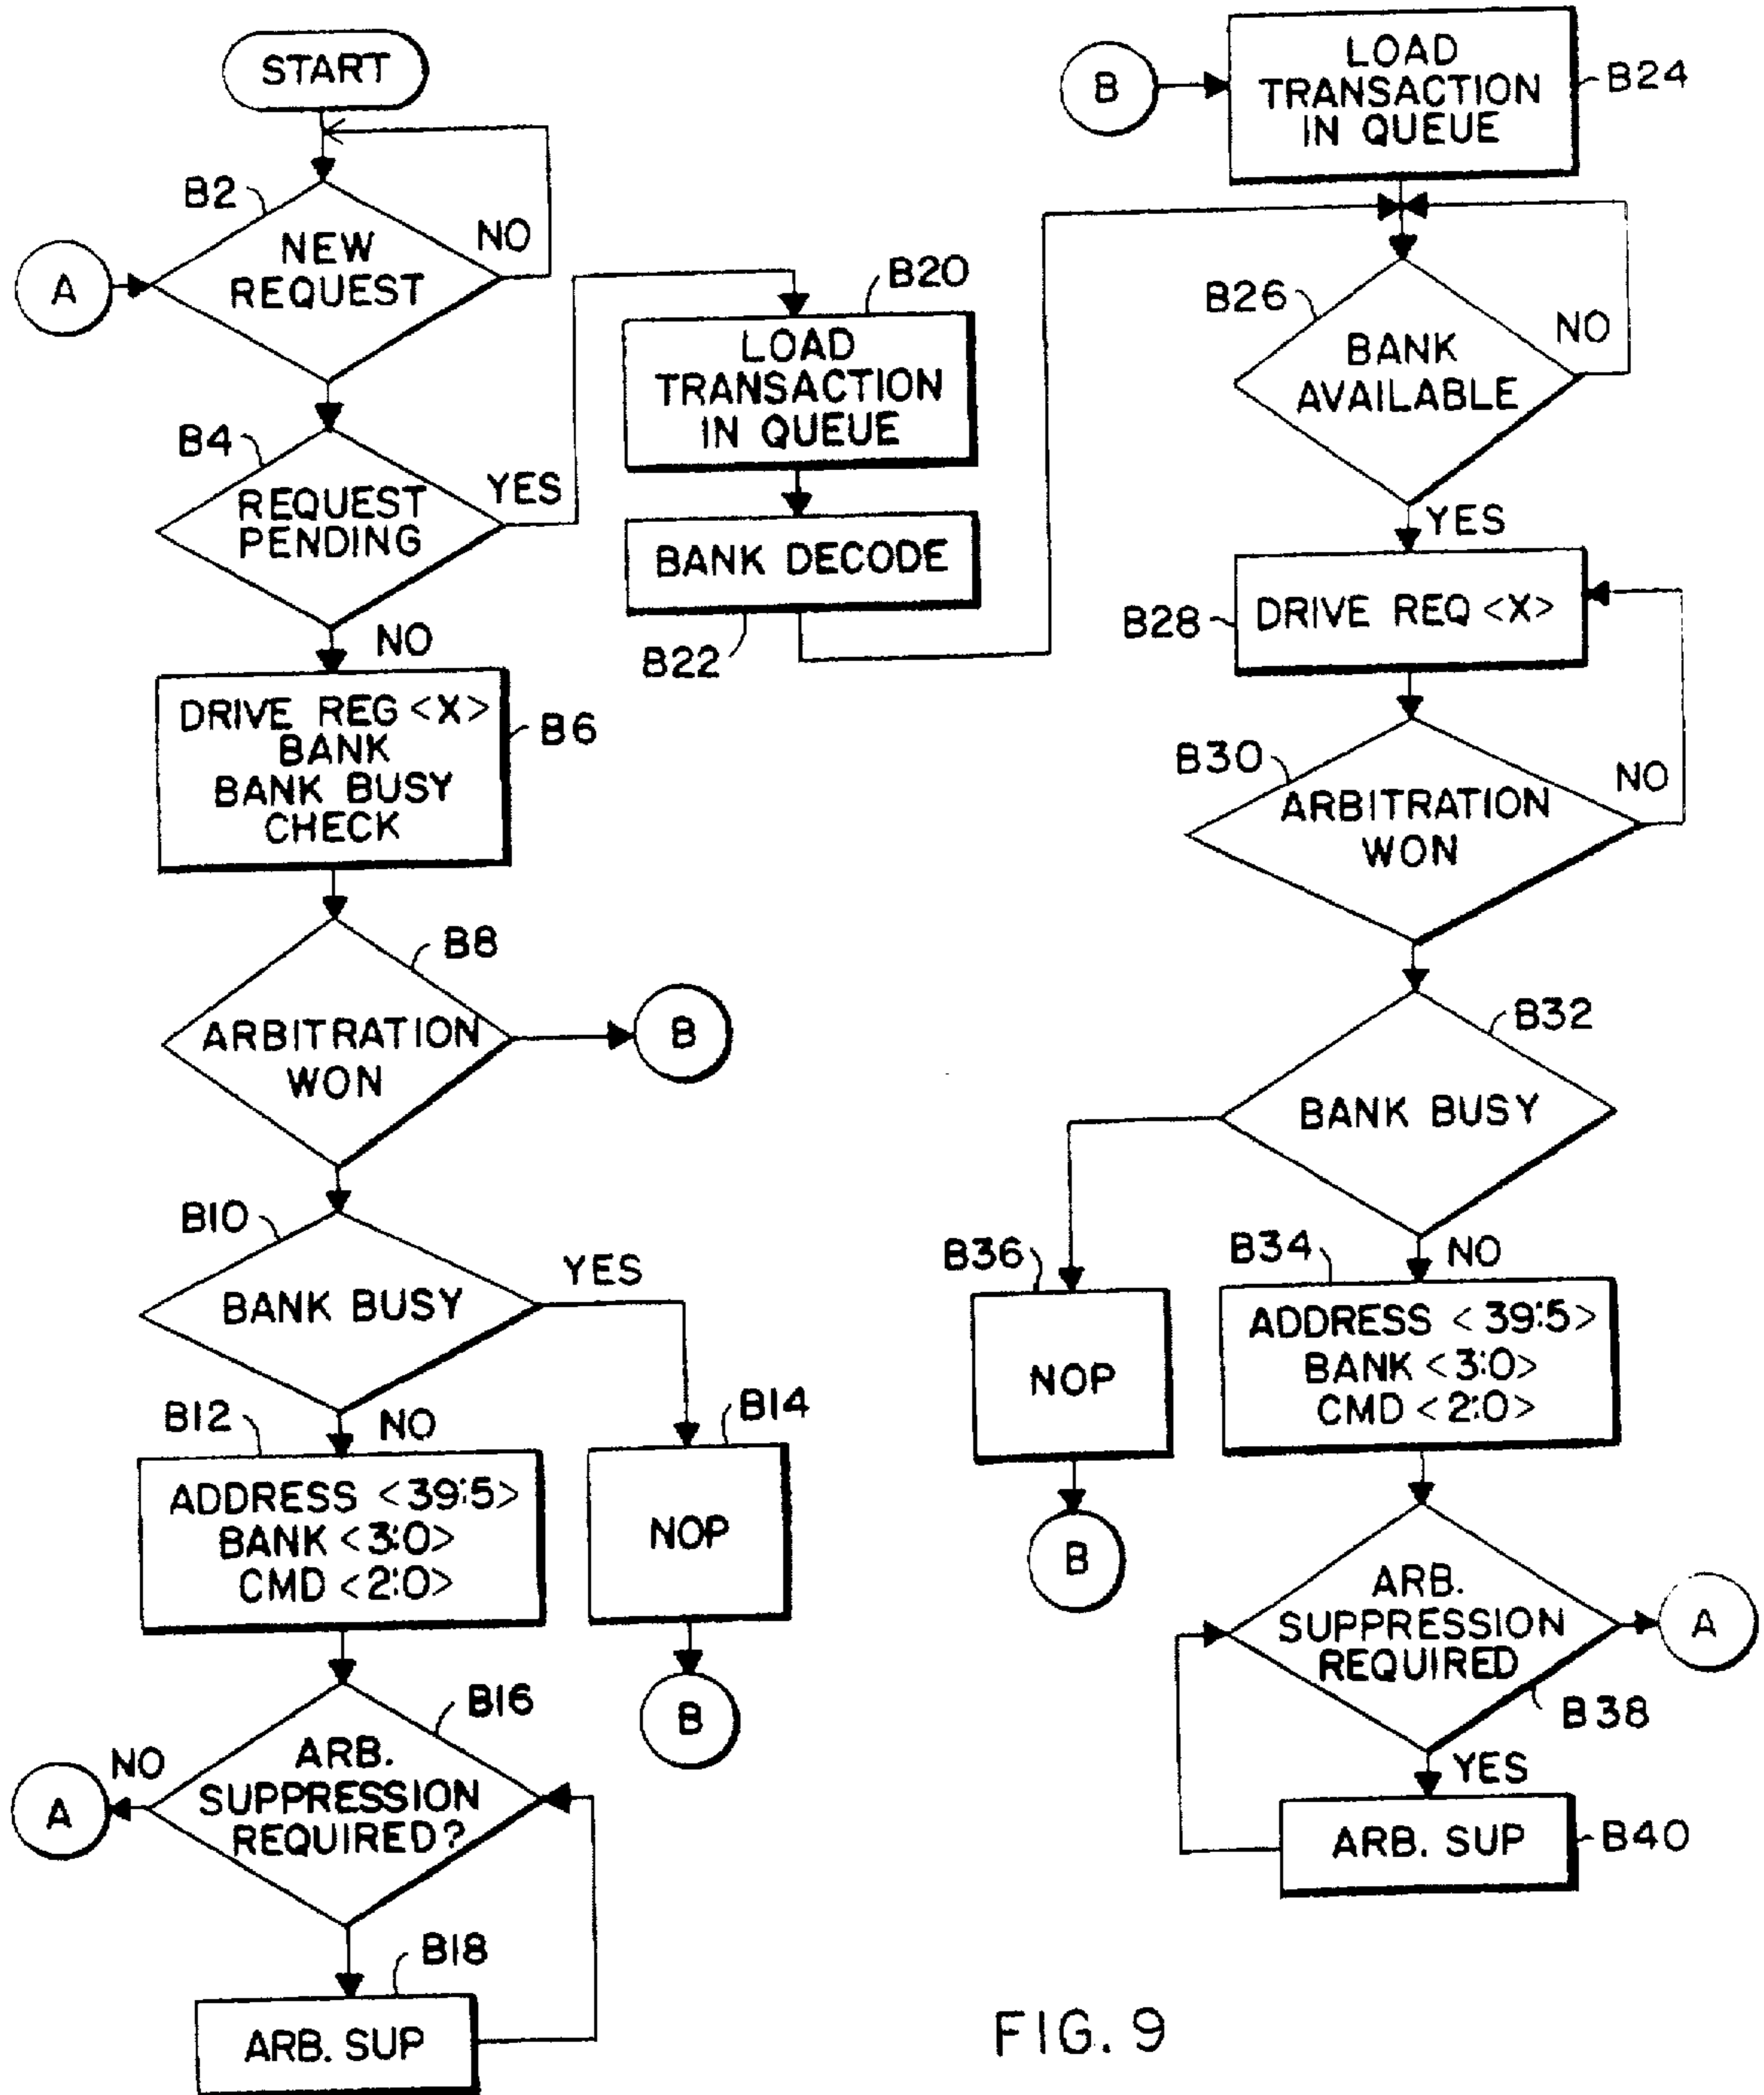 START
B2
NO
NEW
REQUEST
A
B4
YES
REQUEST
PENDING
NO
DRIVE REG <X>
BANK
BANK BUSY
CHECK
B6
B8
ARBITRATION
WON
B
B10
YES
BANK BUSY
B12
NO
B14
ADDRESS <39:5>
BANK <3:0>
CMD <2:0>
NOP
B
B16
NO
ARB.
SUPPRESSION
REQUIRED?
A
B18
ARB. SUP
B20
LOAD
TRANSACTION
IN QUEUE
BANK DECODE
B22
B
LOAD
TRANSACTION
IN QUEUE
B24
B26
NO
BANK
AVAILABLE
YES
B28
DRIVE REQ <X>
B30
NO
ARBITRATION
WON
B32
BANK BUSY
B36
B34
NO
NOP
B
ADDRESS <39:5>
BANK <3:0>
CMD <2:0>
ARB.
SUPPRESSION
REQUIRED
A
B38
YES
ARB. SUP
B40
FIG. 9